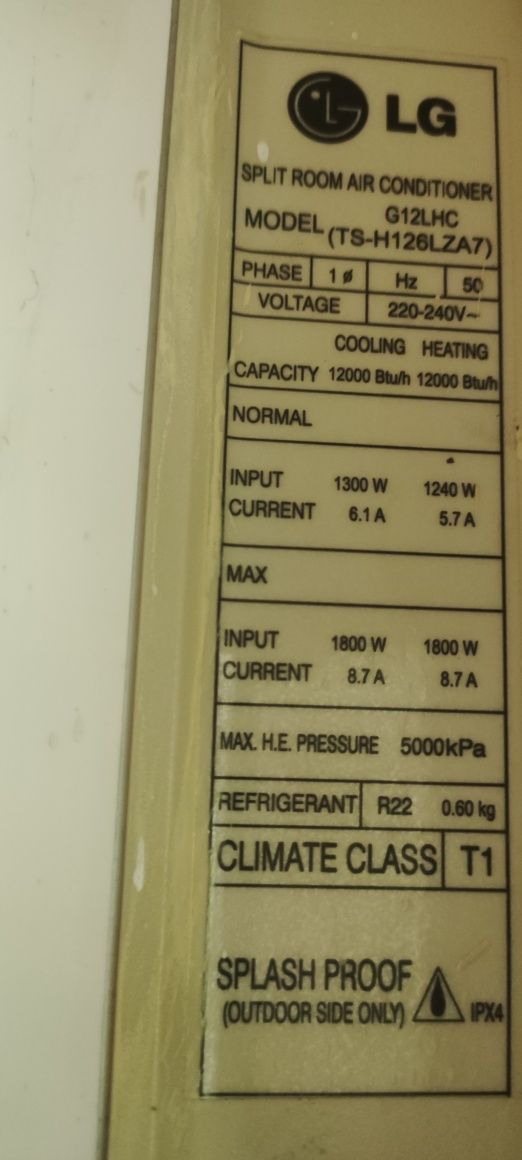 LG
SPLIT ROOM AIR CONDITIONER
MODEL G12LHC
(TS-H126LZA7)
PHASE 1ø Hz 50
VOLTAGE 220-240V~
COOLING HEATING
CAPACITY 12000 Btu/h 12000 Btu/h
NORMAL
INPUT 1300 W 1240 W
CURRENT 6.1 A 5.7 A
MAX
INPUT 1800 W 1800 W
CURRENT 8.7 A 8.7 A
MAX. H.E. PRESSURE 5000kPa
REFRIGERANT R22 0.60 kg
CLIMATE CLASS T1
SPLASH PROOF
(OUTDOOR SIDE ONLY) IPX4